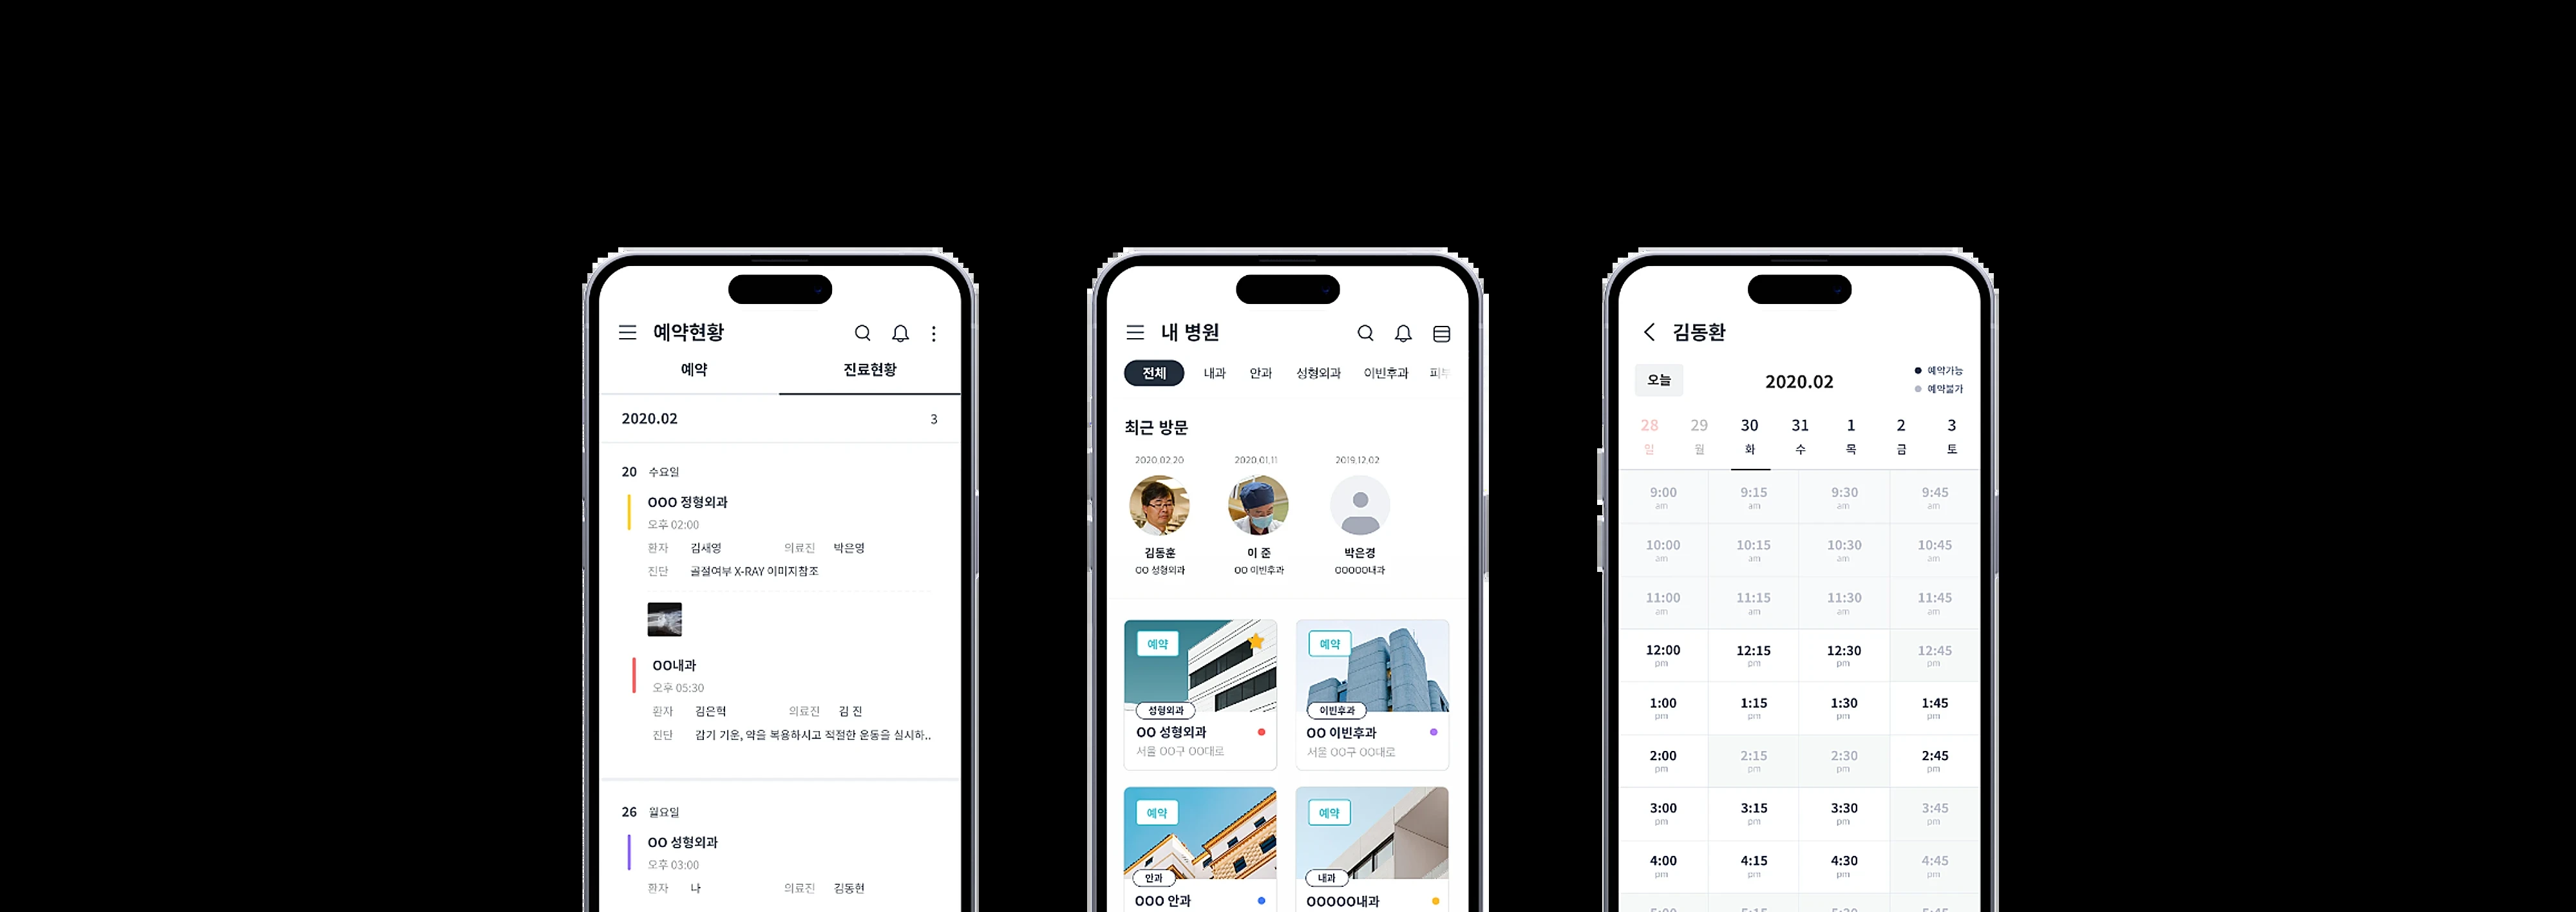 예약현황
예약 진료현황
2020.02 3
20 수요일
OOO 정형외과
오후 02:00
환자 김새영 의료진 박은영
진단 골절여부 X-RAY 이미지참조
OO내과
오후 05:30
환자 김은혁 의료진 김 진
진단 감기 기운, 약을 복용하시고 적절한 운동을 실시하..
26 월요일
OO 성형외과
오후 03:00
환자 나 의료진 김동현
내 병원
전체 내과 안과 성형외과 이빈후과 피부
최근 방문
2020.02.20 2020.01.11 2019.12.02
김동훈 이 준 박은경
OO 성형외과 OO 이빈후과 OOOOO내과
예약 예약
성형외과 이빈후과
OO 성형외과 OO 이빈후과
서울 OO구 OO대로 서울 OO구 OO대로
예약 예약
안과 내과
OOO 안과 OOOOO내과
김동환
오늘 2020.02 예약가능
예약불가
28 29 30 31 1 2 3
일 월 화 수 목 금 토
9:00 9:15 9:30 9:45
am am am am
10:00 10:15 10:30 10:45
am am am am
11:00 11:15 11:30 11:45
am am am am
12:00 12:15 12:30 12:45
pm pm pm pm
1:00 1:15 1:30 1:45
pm pm pm pm
2:00 2:15 2:30 2:45
pm pm pm pm
3:00 3:15 3:30 3:45
pm pm pm pm
4:00 4:15 4:30 4:45
pm pm pm pm